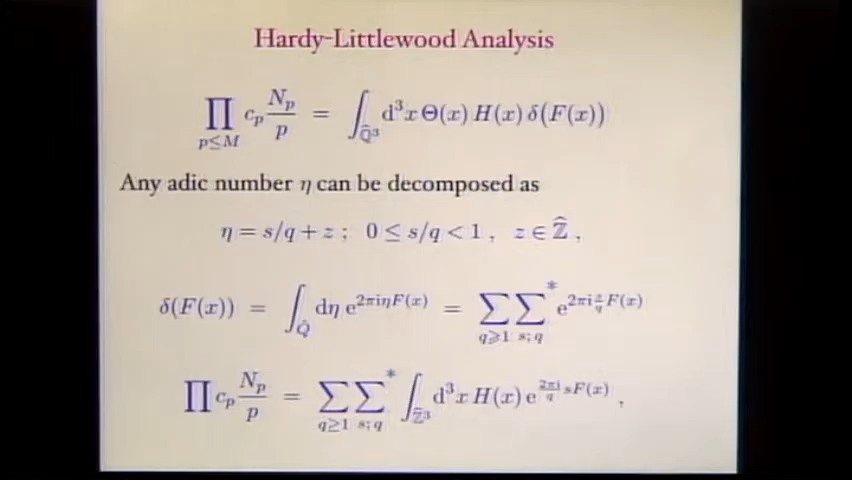 Hardy-Littlewood Analysis
∏_{p≤M} c_p N_p/p = ∫_{Q̂³} d³x Θ(x) H(x) δ(F(x))
Any adic number η can be decomposed as
η = s/q + z ; 0 ≤ s/q < 1 , z ∈ Ẑ ,
δ(F(x)) = ∫_{Q̂} dη e^{2πiηF(x)} = ∑_{q⩾1} ∑*_{s;q} e^{2πi s/q F(x)}
∏ c_p N_p/p = ∑_{q≥1} ∑*_{s;q} ∫_{Ẑ³} d³x H(x) e^{2πi/q sF(x)} ,